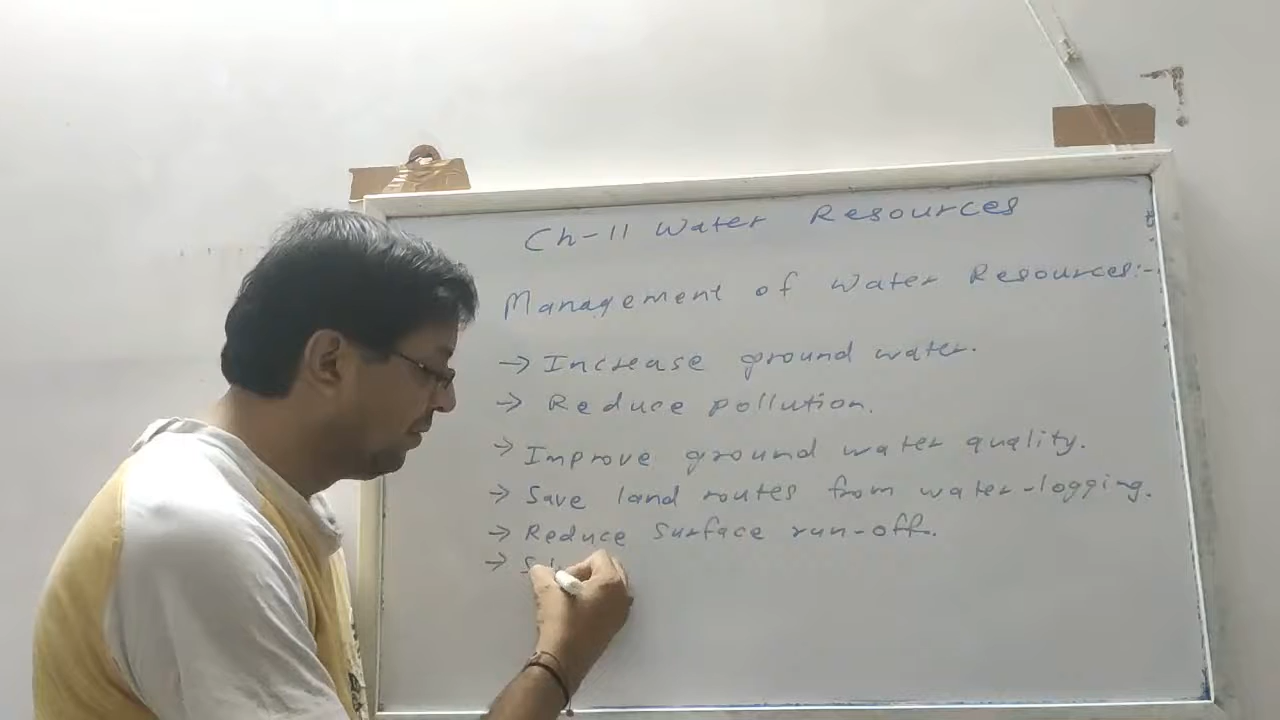 Ch-11 Water Resources
Management of Water Resources:-
→ Increase ground water.
→ Reduce pollution.
→ Improve ground water quality.
→ Save land routes from water-logging.
→ Reduce Surface run-off.
→